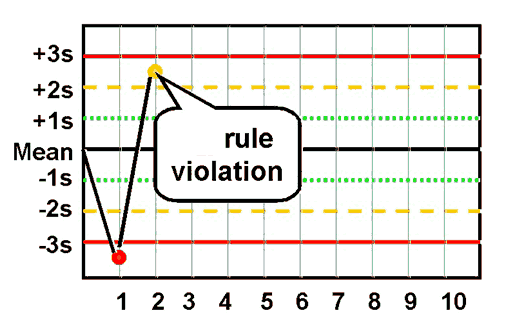 +3s
+2s
+1s
Mean
-1s
-2s
-3s
rule
violation
1 2 3 4 5 6 7 8 9 10